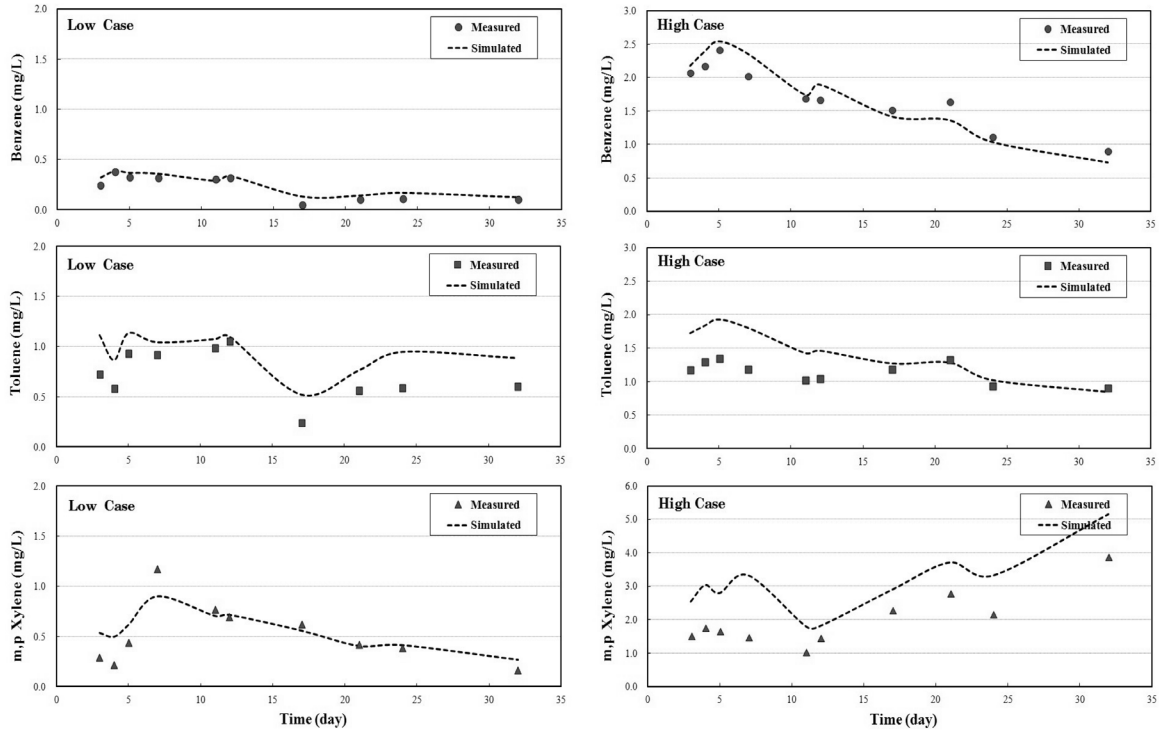 Low Case
Measured
Simulated
Benzene (mg/L)
2.0
1.5
1.0
0.5
0.0
0 5 10 15 20 25 30 35
High Case
Measured
Simulated
Benzene (mg/L)
3.0
2.5
2.0
1.5
1.0
0.5
0.0
0 5 10 15 20 25 30 35
Low Case
Measured
Simulated
Toluene (mg/L)
2.0
1.5
1.0
0.5
0.0
0 5 10 15 20 25 30 35
High Case
Measured
Simulated
Toluene (mg/L)
3.0
2.5
2.0
1.5
1.0
0.5
0.0
0 5 10 15 20 25 30 35
Low Case
Measured
Simulated
m,p Xylene (mg/L)
2.0
1.5
1.0
0.5
0.0
0 5 10 15 20 25 30 35
Time (day)
High Case
Measured
Simulated
m,p Xylene (mg/L)
6.0
5.0
4.0
3.0
2.0
1.0
0.0
0 5 10 15 20 25 30 35
Time (day)